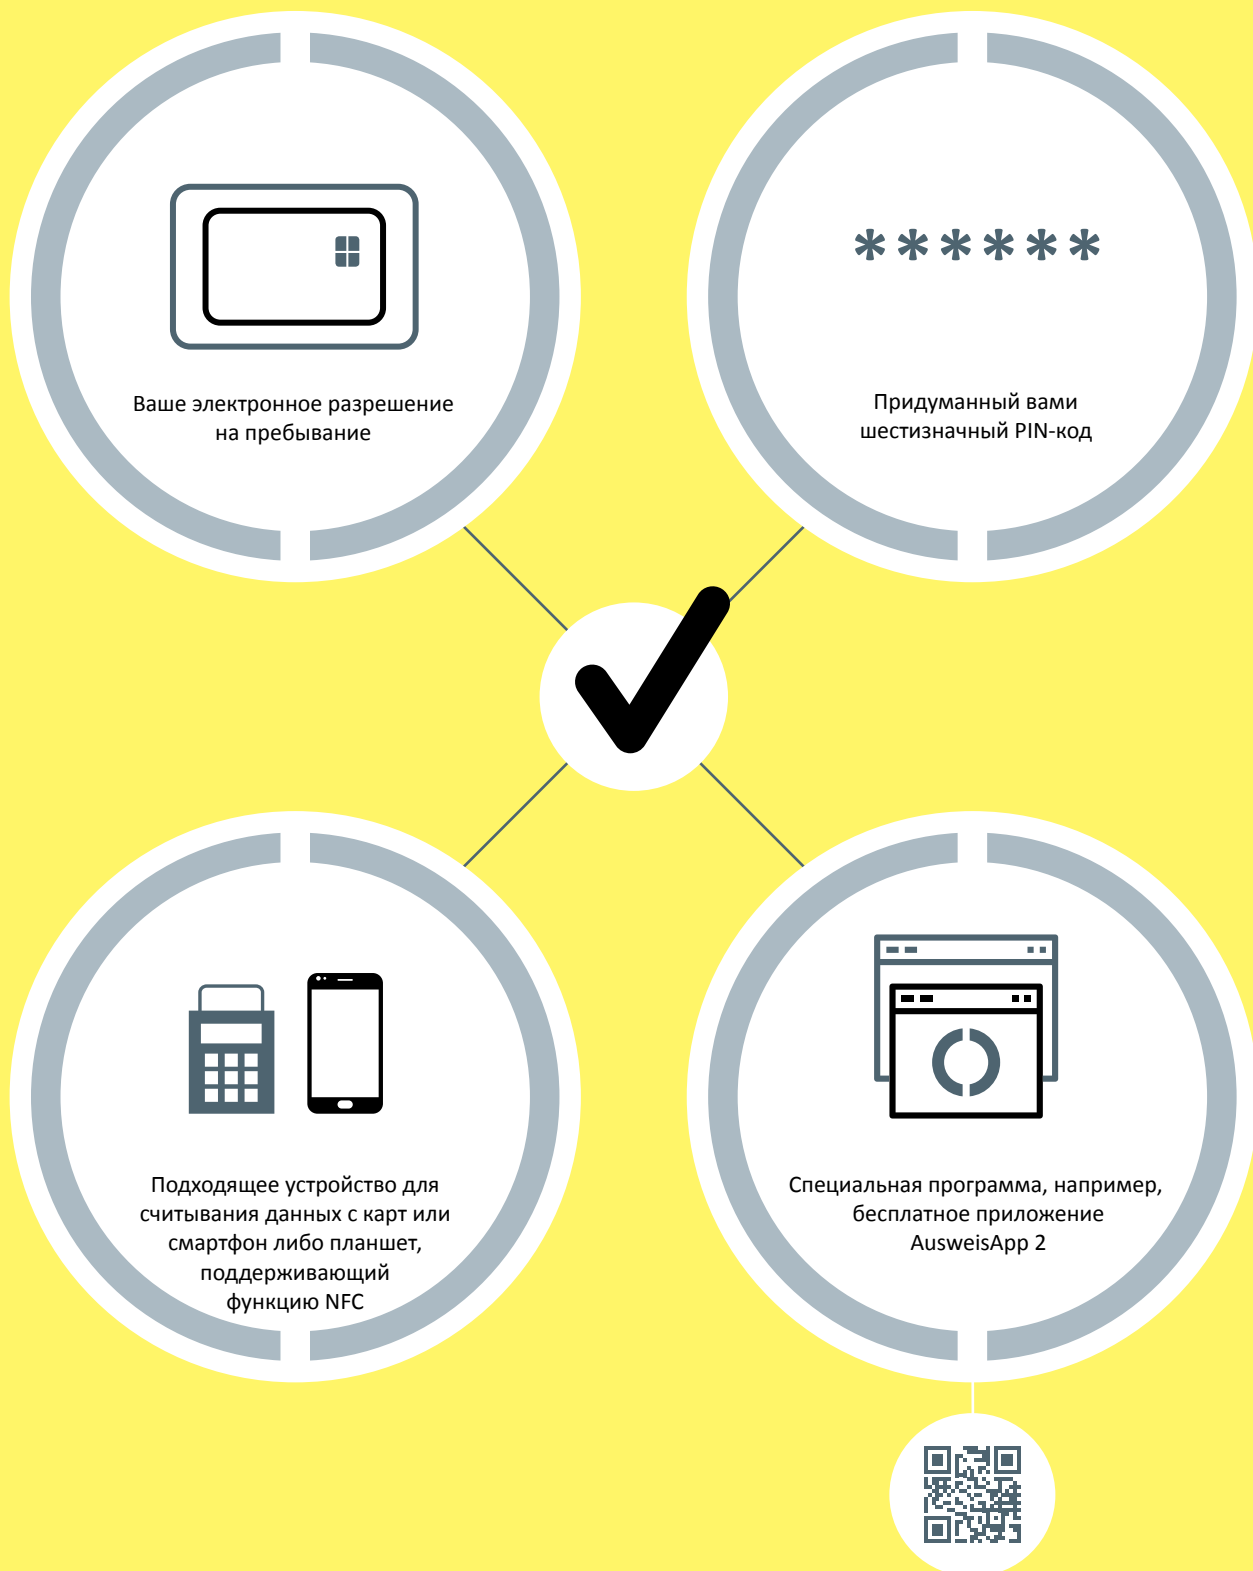 Ваше электронное разрешение
на пребывание
******
Придуманный вами
шестизначный PIN-код
Подходящее устройство для
считывания данных с карт или
смартфон либо планшет,
поддерживающий
функцию NFC
Специальная программа, например,
бесплатное приложение
AusweisApp 2